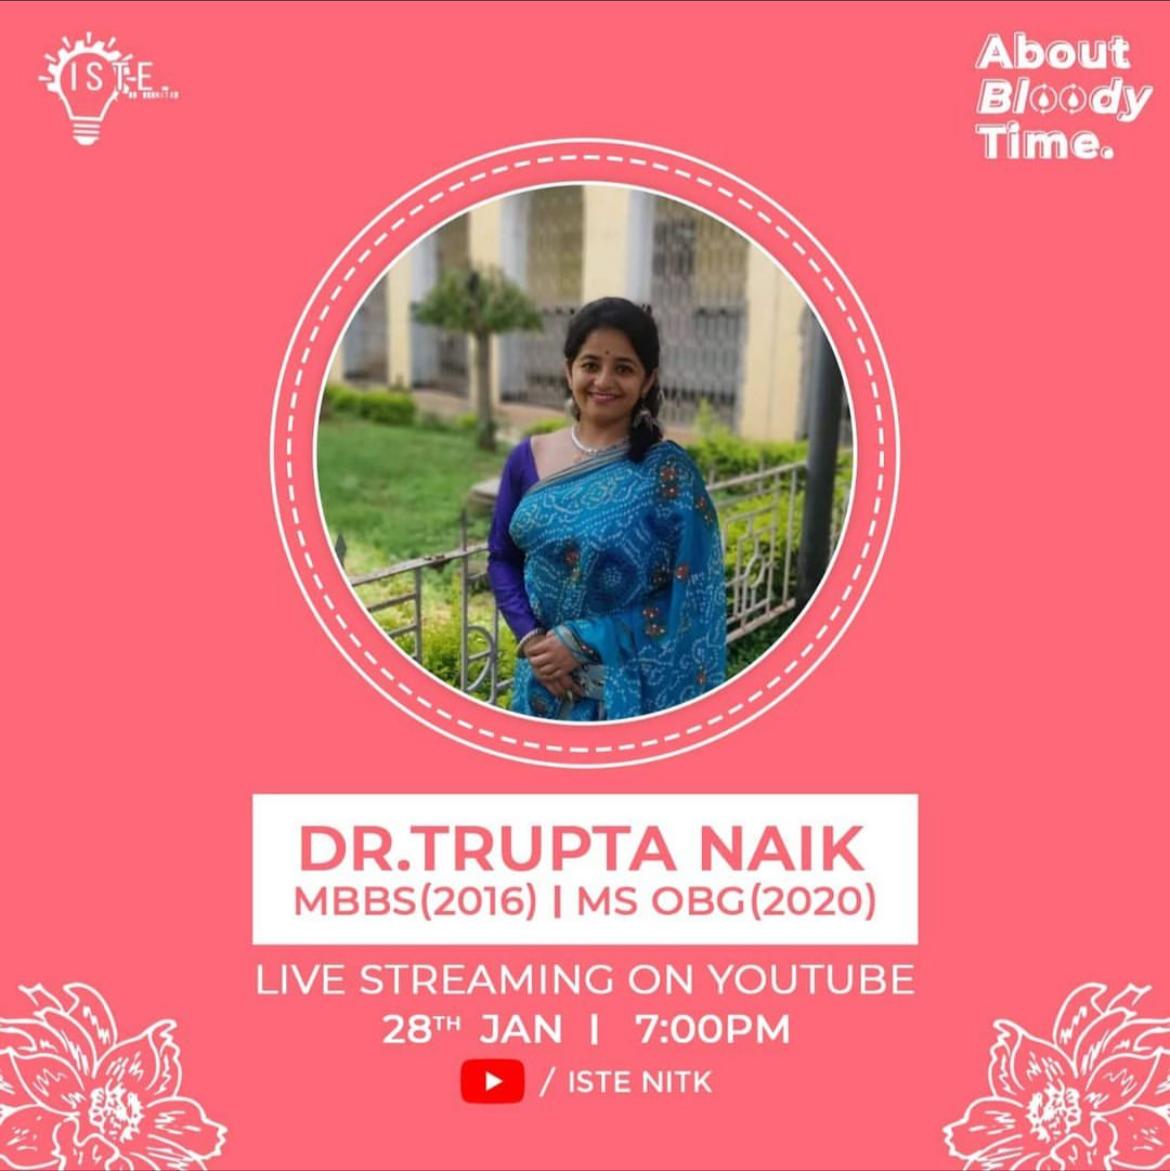 ISTE
About
Bloody
Time.
DR.TRUPTA NAIK
MBBS(2016) | MS OBG(2020)
LIVE STREAMING ON YOUTUBE
28TH JAN | 7:00PM
/ ISTE NITK